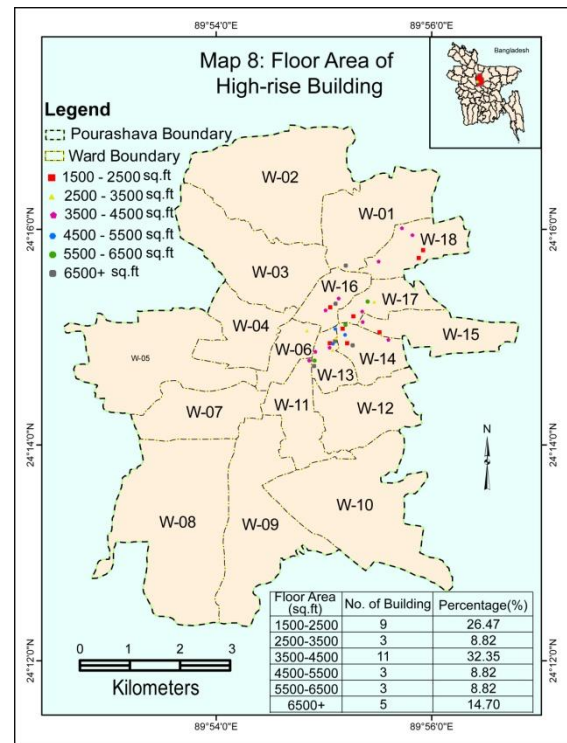 89°54'0"E
89°56'0"E
Map 8: Floor Area of
High-rise Building
Bangladesh
Legend
Pourashava Boundary
Ward Boundary
1500 - 2500 sq.ft
2500 - 3500 sq.ft
3500 - 4500 sq.ft
4500 - 5500 sq.ft
5500 - 6500 sq.ft
6500+ sq.ft
24°16'0"N
24°16'0"N
W-02
W-01
W-18
W-03
W-16
W-17
W-04
W-15
W-05
W-06
W-14
W-13
W-07
W-11
W-12
24°14'0"N
24°14'0"N
N
W-10
W-08
W-09
Floor Area (sq.ft) No. of Building Percentage(%)
1500-2500 9 26.47
2500-3500 3 8.82
3500-4500 11 32.35
4500-5500 3 8.82
5500-6500 3 8.82
6500+ 5 14.70
0 1 2 3
Kilometers
24°12'0"N
24°12'0"N
89°54'0"E
89°56'0"E